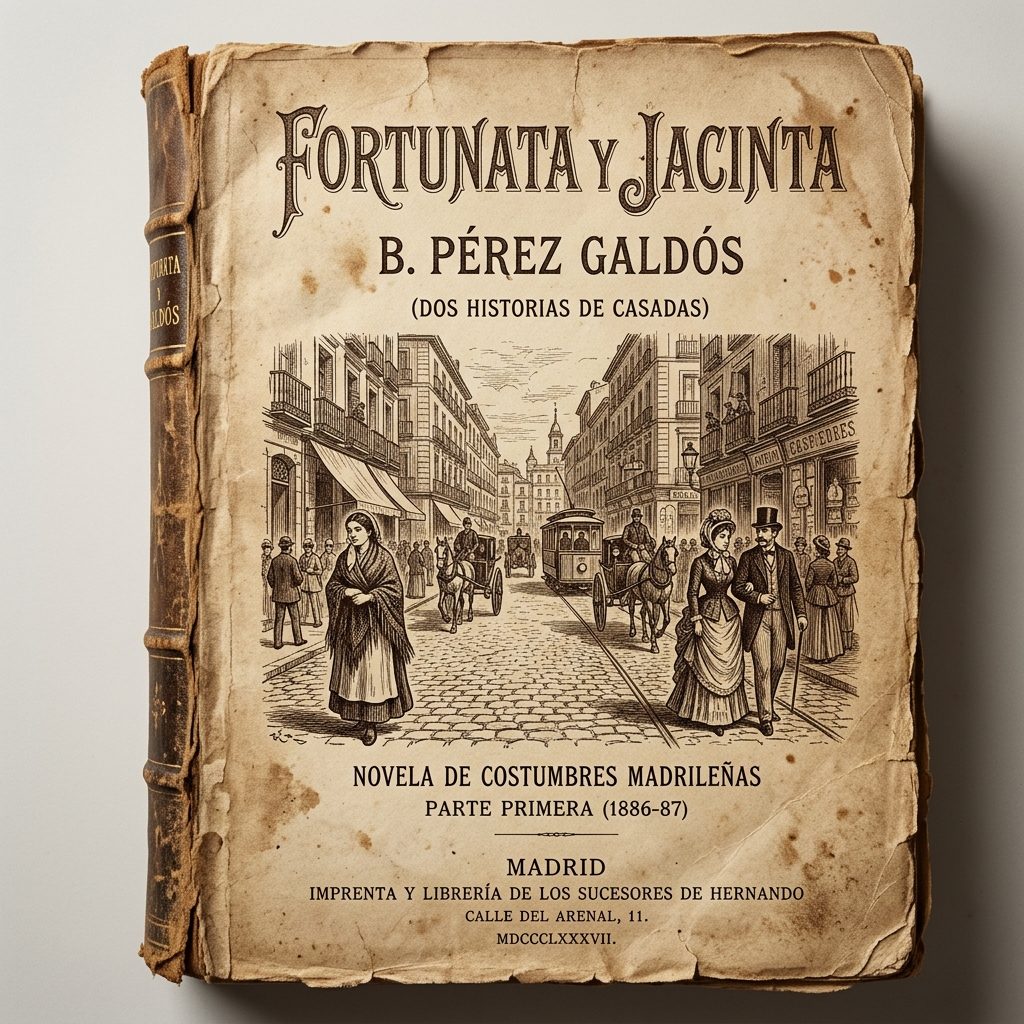 FORTUNATA Y JACINTA
B. PÉREZ GALDÓS
(DOS HISTORIAS DE CASADAS)
NOVELA DE COSTUMBRES MADRILEÑAS
PARTE PRIMERA (1886-87)
MADRID
IMPRENTA Y LIBRERÍA DE LOS SUCESORES DE HERNANDO
CALLE DEL ARENAL, 11.
MDCCCLXXXVII.